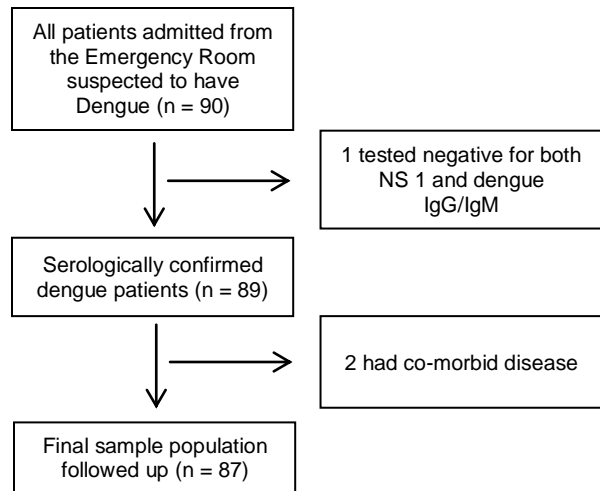 All patients admitted from
the Emergency Room
suspected to have
Dengue (n = 90)
1 tested negative for both
NS 1 and dengue
IgG/IgM
Serologically confirmed
dengue patients (n = 89)
2 had co-morbid disease
Final sample population
followed up (n = 87)